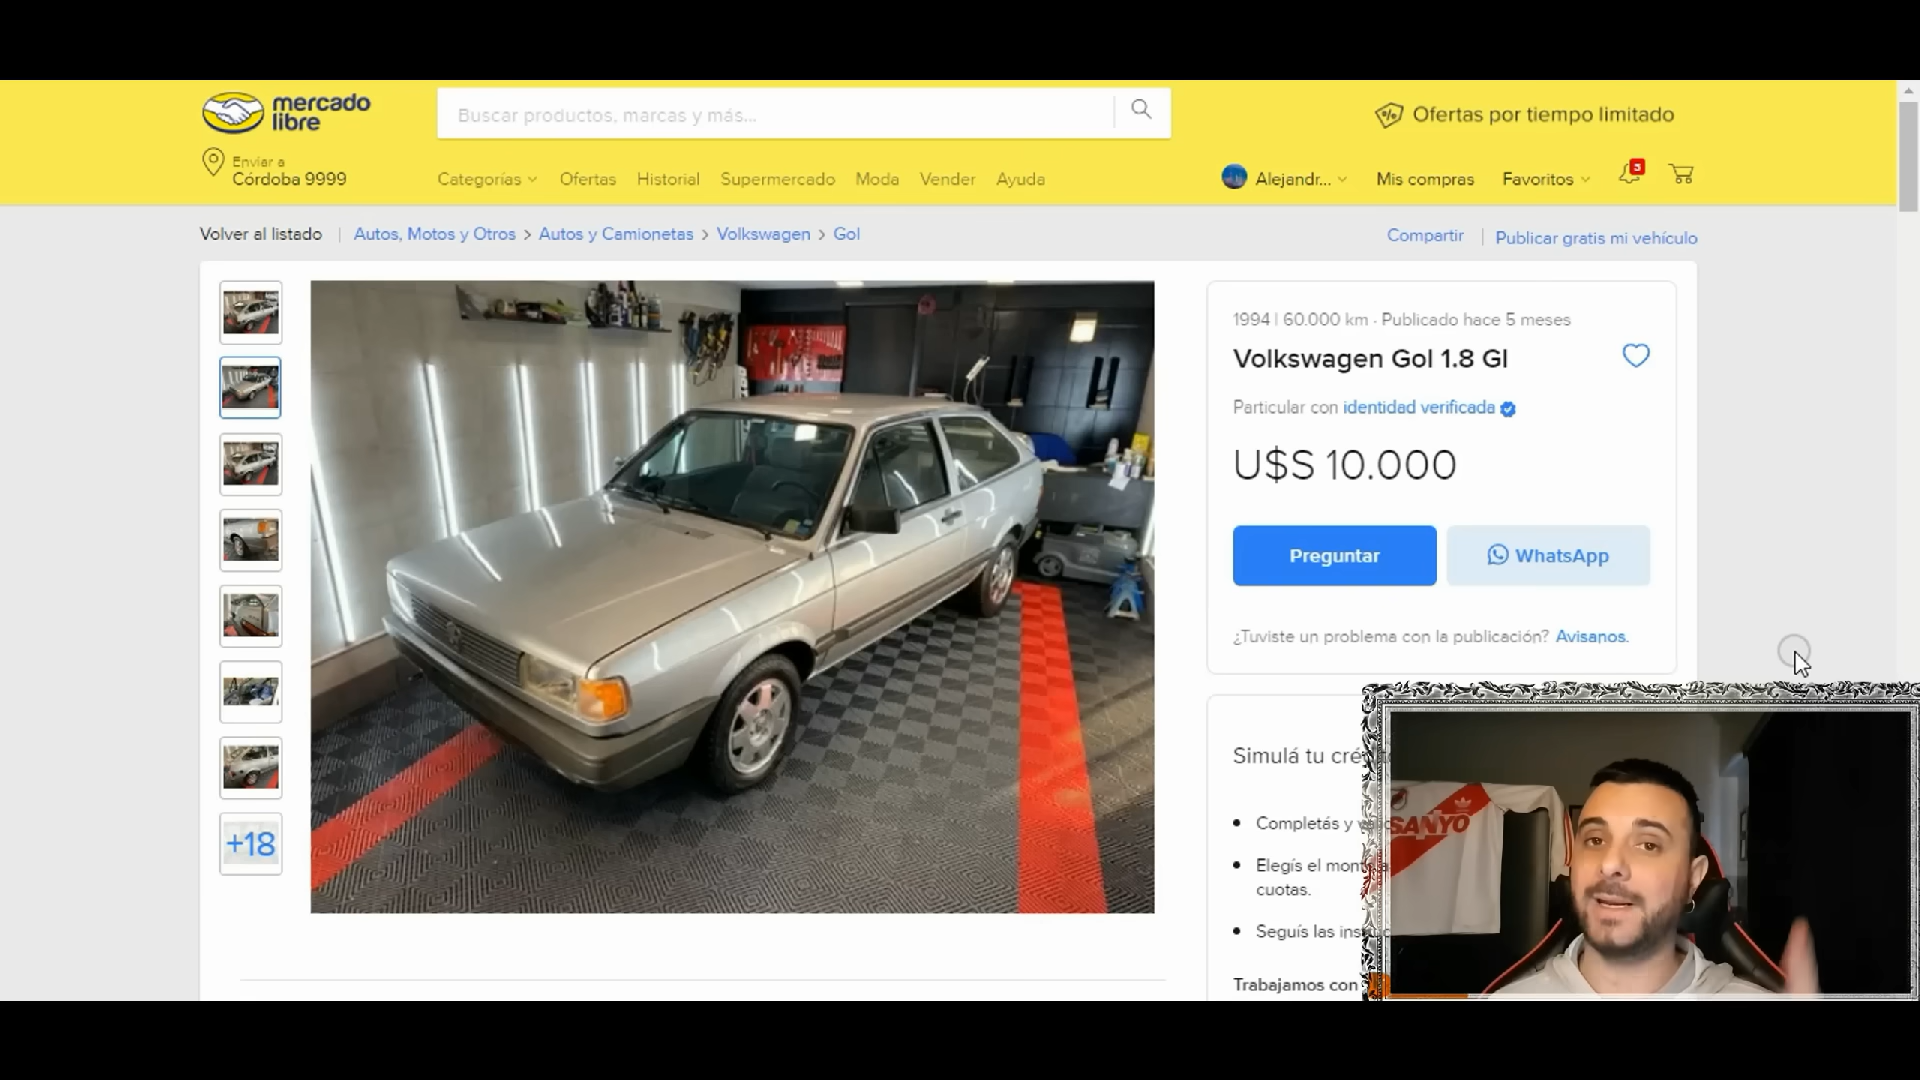 mercado
libre
Buscar productos, marcas y más...
Ofertas por tiempo limitado
Enviar a
Córdoba 9999
Categorías
Ofertas
Historial
Supermercado
Moda
Vender
Ayuda
Alejandr...
Mis compras
Favoritos
3
Volver al listado
Autos, Motos y Otros > Autos y Camionetas > Volkswagen > Gol
Compartir
Publicar gratis mi vehículo
+18
1994 | 60.000 km · Publicado hace 5 meses
Volkswagen Gol 1.8 Gl
Particular con identidad verificada
U$S 10.000
Preguntar
WhatsApp
¿Tuviste un problema con la publicación? Avisanos.
Simulá tu
Completás y
Elegís el
cuotas.
Seguís las
Trabajamos con
SANYO